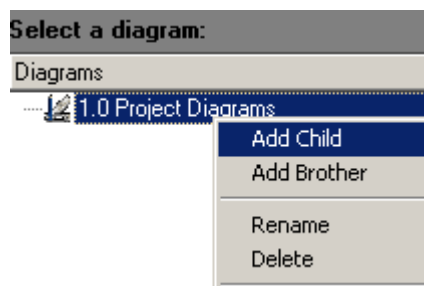 Select a diagram:
Diagrams
1.0 Project Diagrams
Add Child
Add Brother
Rename
Delete